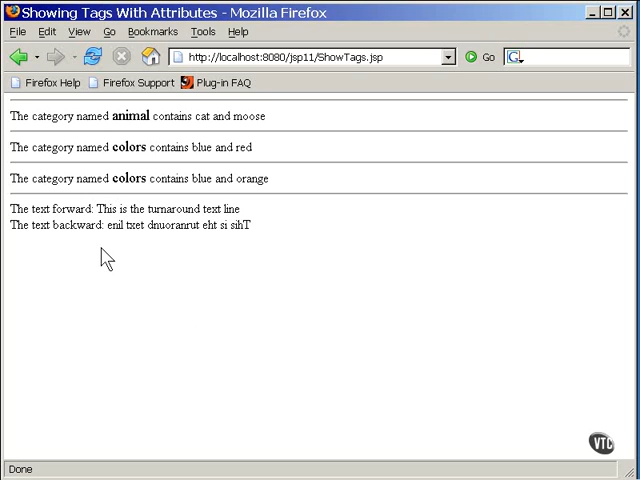 Showing Tags With Attributes - Mozilla Firefox
File Edit View Go Bookmarks Tools Help
http://localhost:8080/jsp11/ShowTags.jsp Go G
Firefox Help Firefox Support Plug-in FAQ
The category named animal contains cat and moose
The category named colors contains blue and red
The category named colors contains blue and orange
The text forward: This is the turnaround text line
The text backward: enil txet dnuoranrut eht si sihT
VTC
Done